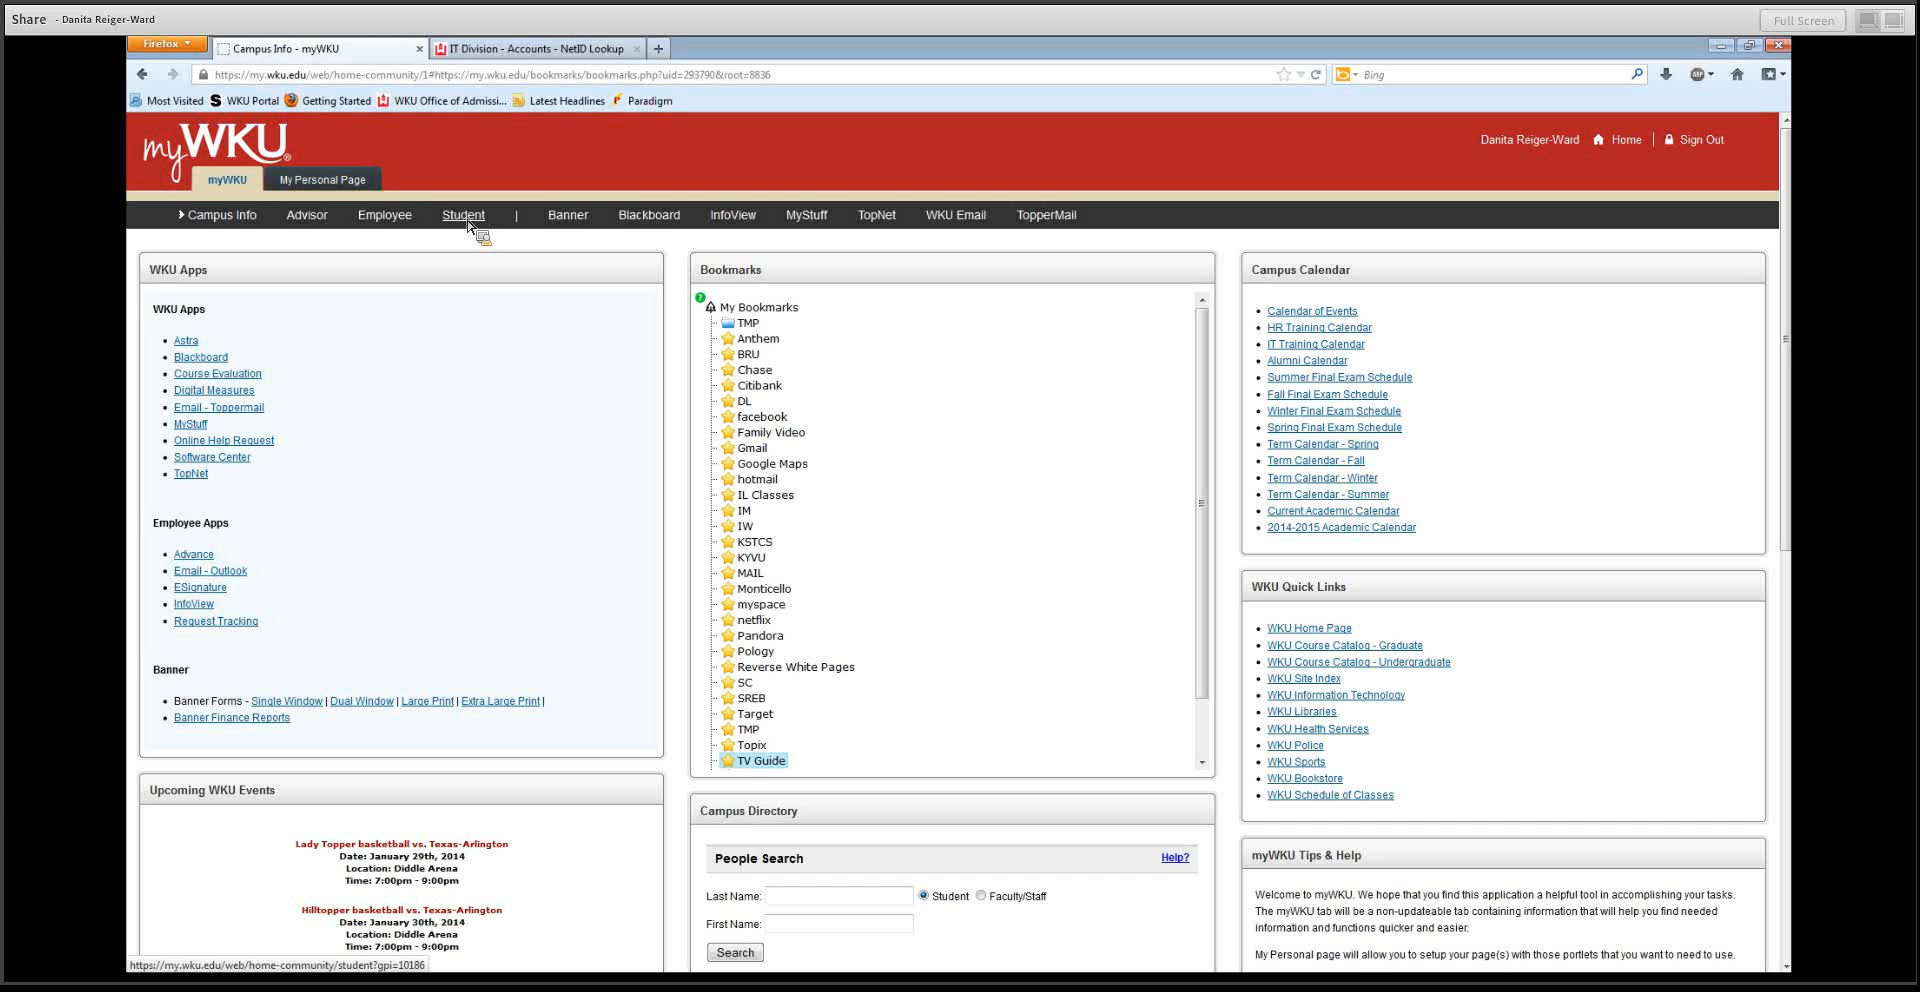 Share - Danita Reiger-Ward
Full Screen
Firefox
Campus Info - myWKU
IT Division - Accounts - NetID Lookup
https://my.wku.edu/web/home-community/1#https://my.wku.edu/bookmarks/bookmarks.php?uid=293790&root=8836
Bing
Most Visited
WKU Portal
Getting Started
WKU Office of Admissi...
Latest Headlines
Paradigm
myWKU
Danita Reiger-Ward
Home
Sign Out
myWKU
My Personal Page
Campus Info
Advisor
Employee
Student
|
Banner
Blackboard
InfoView
MyStuff
TopNet
WKU Email
TopperMail
WKU Apps
WKU Apps
Astra
Blackboard
Course Evaluation
Digital Measures
Email - Toppermail
MyStuff
Online Help Request
Software Center
TopNet
Employee Apps
Advance
Email - Outlook
ESignature
InfoView
Request Tracking
Banner
Banner Forms - Single Window | Dual Window | Large Print | Extra Large Print |
Banner Finance Reports
Upcoming WKU Events
Lady Topper basketball vs. Texas-Arlington
Date: January 29th, 2014
Location: Diddle Arena
Time: 7:00pm - 9:00pm
Hilltopper basketball vs. Texas-Arlington
Date: January 30th, 2014
Location: Diddle Arena
Time: 7:00pm - 9:00pm
https://my.wku.edu/web/home-community/student?gpi=10186
Bookmarks
My Bookmarks
TMP
Anthem
BRU
Chase
Citibank
DL
facebook
Family Video
Gmail
Google Maps
hotmail
IL Classes
IM
IW
KSTCS
KYVU
MAIL
Monticello
myspace
netflix
Pandora
Pology
Reverse White Pages
SC
SREB
Target
TMP
Topix
TV Guide
Campus Directory
People Search
Help?
Last Name:
Student
Faculty/Staff
First Name:
Search
Campus Calendar
Calendar of Events
HR Training Calendar
IT Training Calendar
Alumni Calendar
Summer Final Exam Schedule
Fall Final Exam Schedule
Winter Final Exam Schedule
Spring Final Exam Schedule
Term Calendar - Spring
Term Calendar - Fall
Term Calendar - Winter
Term Calendar - Summer
Current Academic Calendar
2014-2015 Academic Calendar
WKU Quick Links
WKU Home Page
WKU Course Catalog - Graduate
WKU Course Catalog - Undergraduate
WKU Site Index
WKU Information Technology
WKU Libraries
WKU Health Services
WKU Police
WKU Sports
WKU Bookstore
WKU Schedule of Classes
myWKU Tips & Help
Welcome to myWKU. We hope that you find this application a helpful tool in accomplishing your tasks.
The myWKU tab will be a non-updateable tab containing information that will help you find needed
information and functions quicker and easier.
My Personal page will allow you to setup your page(s) with those portlets that you want to need to use.